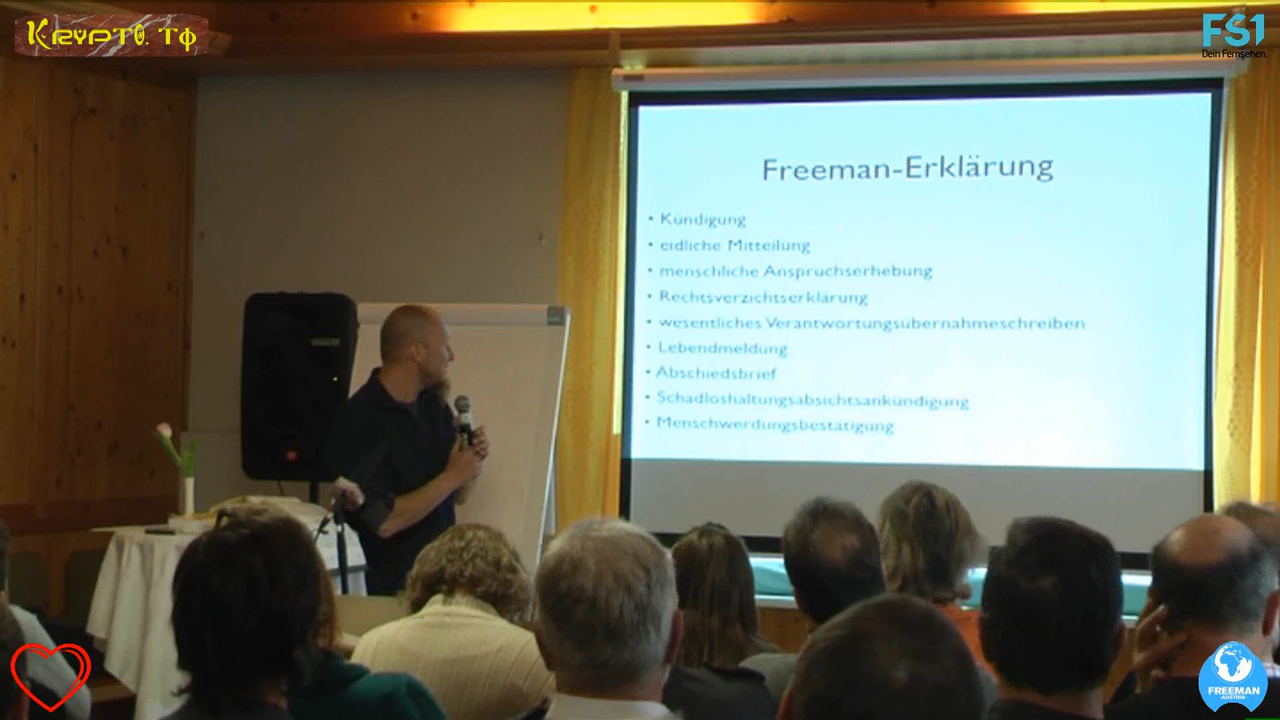 Krypto.TΦ
FS1
Dein Fernsehen.
Freeman-Erklärung
• Kündigung
• eidliche Mitteilung
• menschliche Anspruchserhebung
• Rechtsverzichtserklärung
• wesentliches Verantwortungsübernahmeschreiben
• Lebendmeldung
• Abschiedsbrief
• Schadloshaltungsabsichtsankündigung
• Menschwerdungsbestätigung
FREEMAN
AUSTRIA